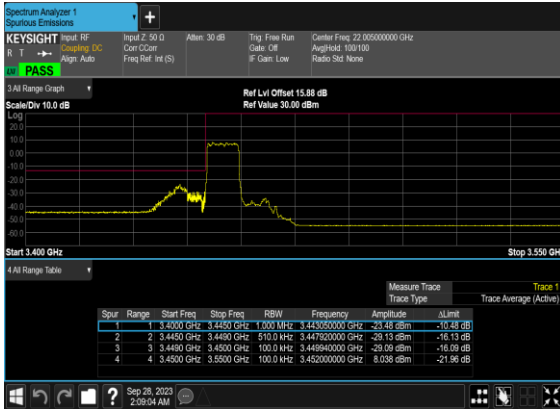 Spectrum Analyzer 1
Spurious Emissions
+
KEYSIGHT Input: RF Input Z: 50 Ω Atten: 30 dB Trig: Free Run Center Freq: 22.005000000 GHz
R T Coupling: DC Corr CCorr Gate: Off Avg|Hold: 100/100
Align: Auto Freq Ref: Int (S) IF Gain: Low Radio Std: None
PASS
3 All Range Graph
Ref Lvl Offset 15.88 dB
Scale/Div 10.0 dB Ref Value 30.00 dBm
Log
20.0
10.0
0.00
-10.0
-20.0
-30.0
-40.0
-50.0
-60.0
Start 3.400 GHz Stop 3.550 GH
4 All Range Table
Measure Trace Trace 1
Trace Type Trace Average (Active)
Spur Range Start Freq Stop Freq RBW Frequency Amplitude ΔLimit
1 1 3.4000 GHz 3.4450 GHz 1.000 MHz 3.443050000 GHz -23.48 dBm -10.48 dB
2 2 3.4450 GHz 3.4490 GHz 510.0 kHz 3.447920000 GHz -29.13 dBm -16.13 dB
3 3 3.4490 GHz 3.4500 GHz 100.0 kHz 3.449940000 GHz -29.09 dBm -16.09 dB
4 4 3.4500 GHz 3.5500 GHz 100.0 kHz 3.452000000 GHz 8.038 dBm -21.96 dB
?
Sep 28, 2023
2:09:04 AM